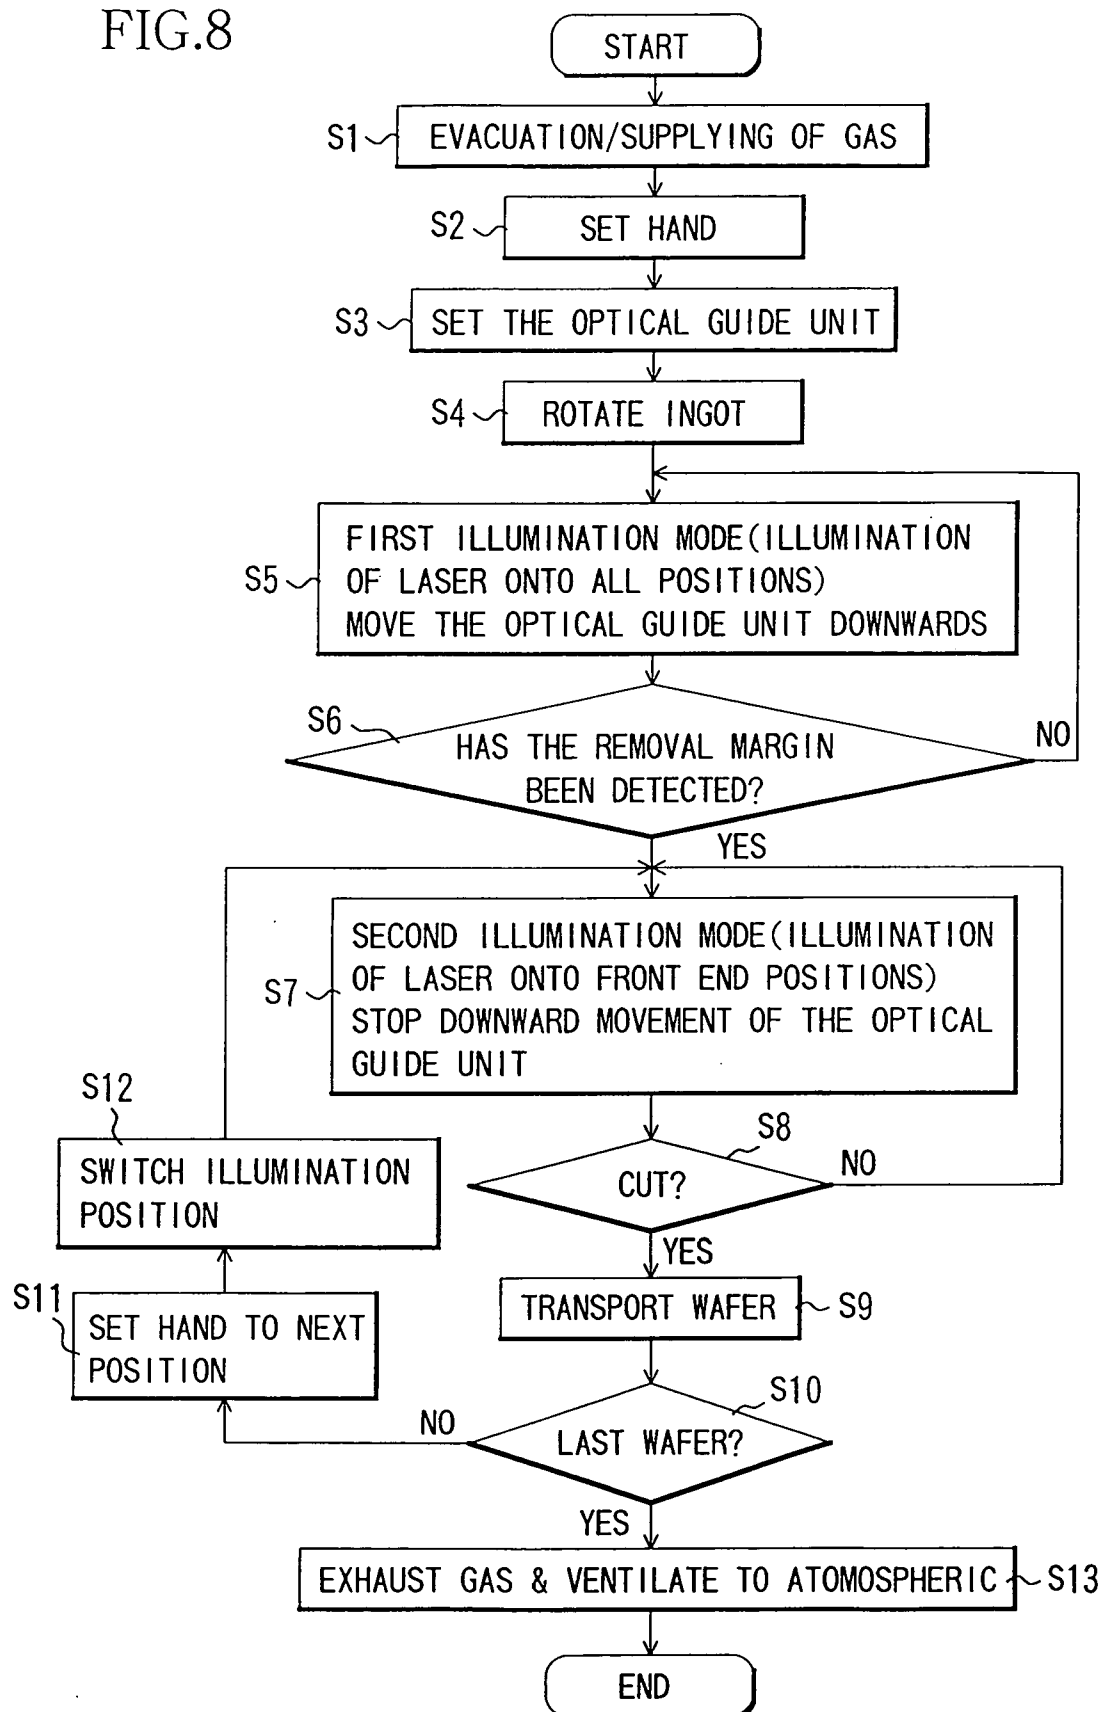 FIG.8
START
S1
EVACUATION/SUPPLYING OF GAS
S2
SET HAND
S3
SET THE OPTICAL GUIDE UNIT
S4
ROTATE INGOT
S5
FIRST ILLUMINATION MODE(ILLUMINATION
OF LASER ONTO ALL POSITIONS)
MOVE THE OPTICAL GUIDE UNIT DOWNWARDS
S6
HAS THE REMOVAL MARGIN
BEEN DETECTED?
NO
YES
S7
SECOND ILLUMINATION MODE(ILLUMINATION
OF LASER ONTO FRONT END POSITIONS)
STOP DOWNWARD MOVEMENT OF THE OPTICAL
GUIDE UNIT
S8
CUT?
NO
YES
TRANSPORT WAFER
S9
S10
LAST WAFER?
NO
S11
SET HAND TO NEXT
POSITION
S12
SWITCH ILLUMINATION
POSITION
YES
EXHAUST GAS & VENTILATE TO ATOMOSPHERIC
S13
END